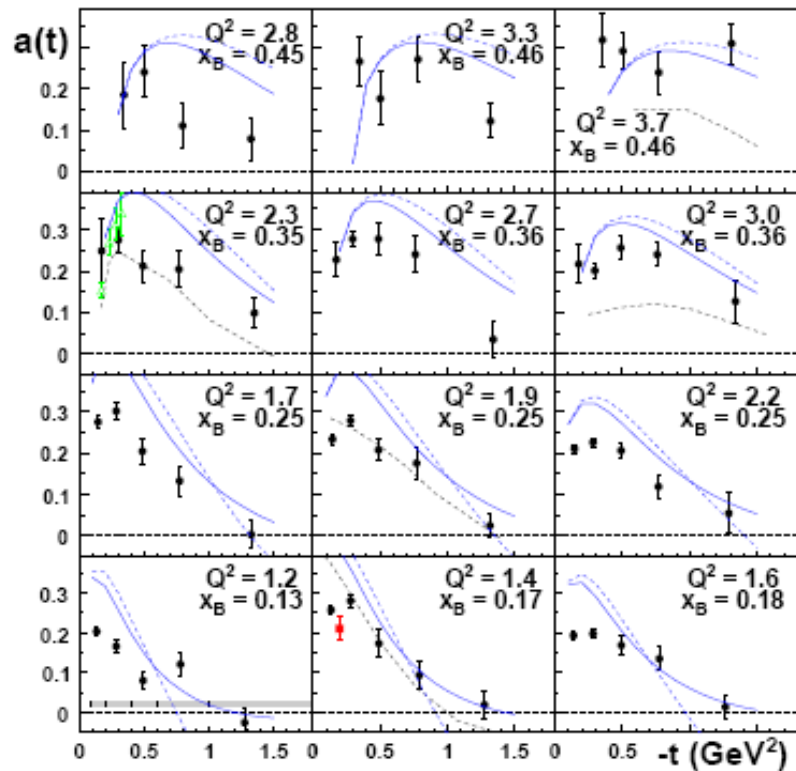 a(t)
Q² = 2.8
x_B = 0.45
Q² = 3.3
x_B = 0.46
Q² = 3.7
x_B = 0.46
0.3
0.2
0.1
0
Q² = 2.3
x_B = 0.35
Q² = 2.7
x_B = 0.36
Q² = 3.0
x_B = 0.36
0.3
0.2
0.1
0
Q² = 1.7
x_B = 0.25
Q² = 1.9
x_B = 0.25
Q² = 2.2
x_B = 0.25
0.3
0.2
0.1
0
Q² = 1.2
x_B = 0.13
Q² = 1.4
x_B = 0.17
Q² = 1.6
x_B = 0.18
0.3
0.2
0.1
0
0 0.5 1 1.5 0 0.5 1 1.5 0.5
-t (GeV²)